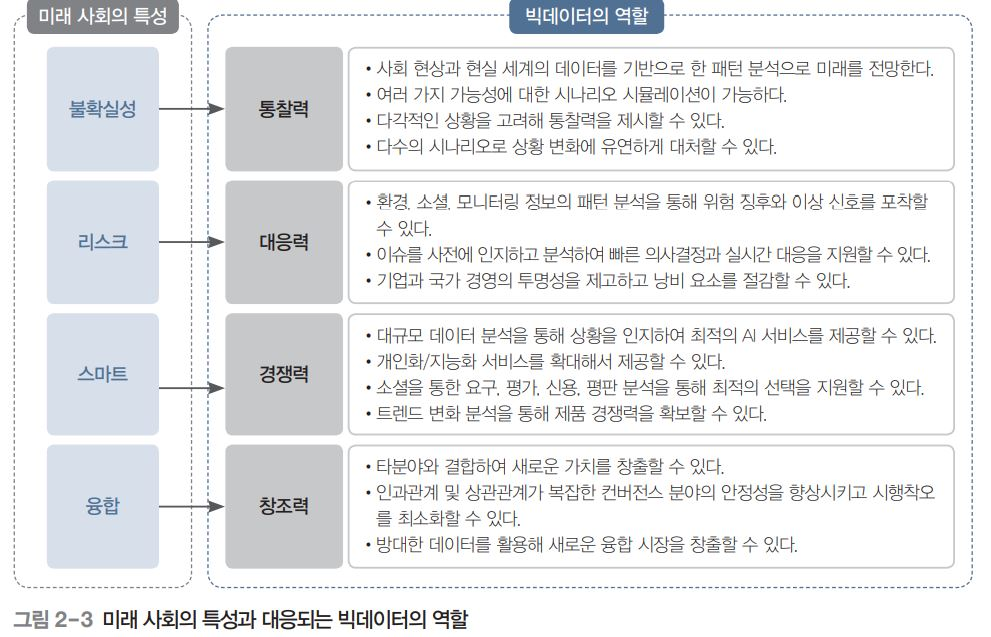 미래 사회의 특성
빅데이터의 역할
불확실성
통찰력
• 사회 현상과 현실 세계의 데이터를 기반으로 한 패턴 분석으로 미래를 전망한다.
• 여러 가지 가능성에 대한 시나리오 시뮬레이션이 가능하다.
• 다각적인 상황을 고려해 통찰력을 제시할 수 있다.
• 다수의 시나리오로 상황 변화에 유연하게 대처할 수 있다.
리스크
대응력
• 환경, 소셜, 모니터링 정보의 패턴 분석을 통해 위험 징후와 이상 신호를 포착할
수 있다.
• 이슈를 사전에 인지하고 분석하여 빠른 의사결정과 실시간 대응을 지원할 수 있다.
• 기업과 국가 경영의 투명성을 제고하고 낭비 요소를 절감할 수 있다.
스마트
경쟁력
• 대규모 데이터 분석을 통해 상황을 인지하여 최적의 AI 서비스를 제공할 수 있다.
• 개인화/지능화 서비스를 확대해서 제공할 수 있다.
• 소셜을 통한 요구, 평가, 신용, 평판 분석을 통해 최적의 선택을 지원할 수 있다.
• 트렌드 변화 분석을 통해 제품 경쟁력을 확보할 수 있다.
융합
창조력
• 타분야와 결합하여 새로운 가치를 창출할 수 있다.
• 인과관계 및 상관관계가 복잡한 컨버전스 분야의 안정성을 향상시키고 시행착오
를 최소화할 수 있다.
• 방대한 데이터를 활용해 새로운 융합 시장을 창출할 수 있다.
그림 2-3 미래 사회의 특성과 대응되는 빅데이터의 역할